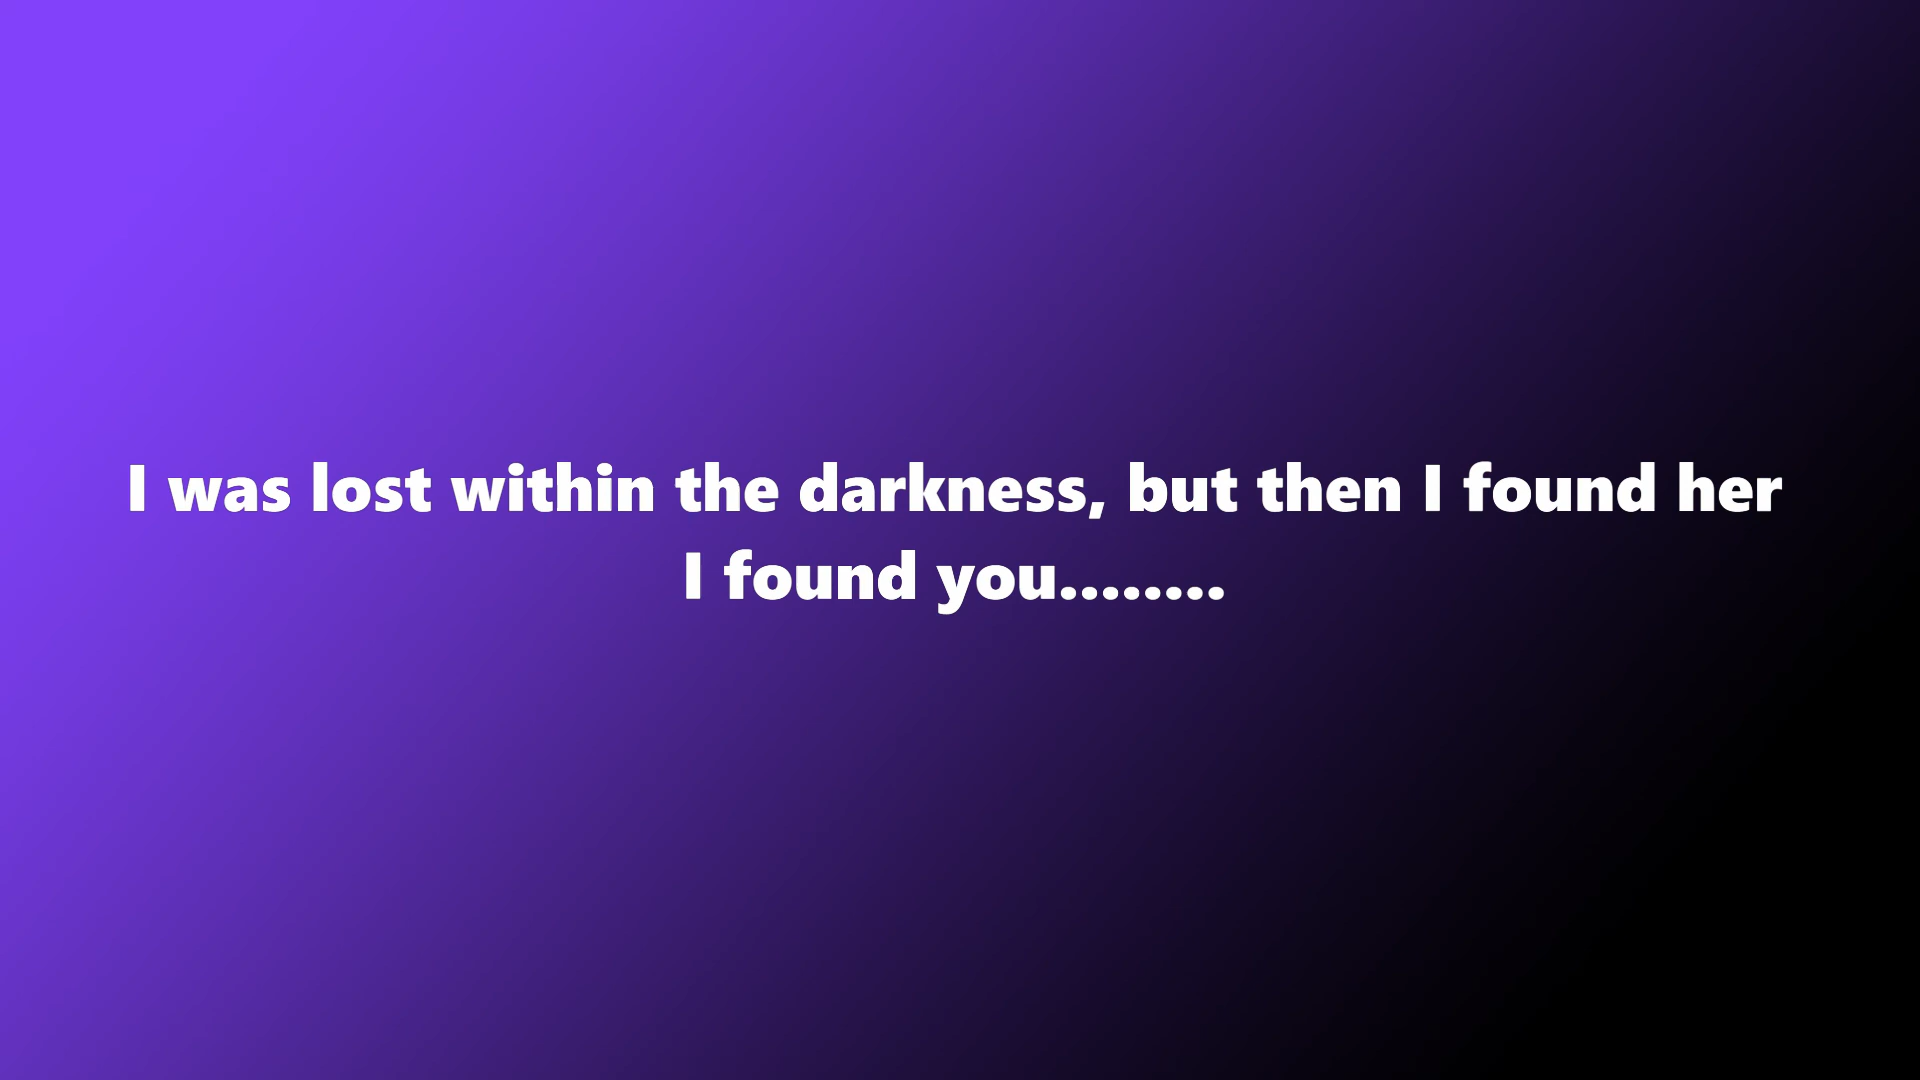 I was lost within the darkness, but then I found her
I found you........